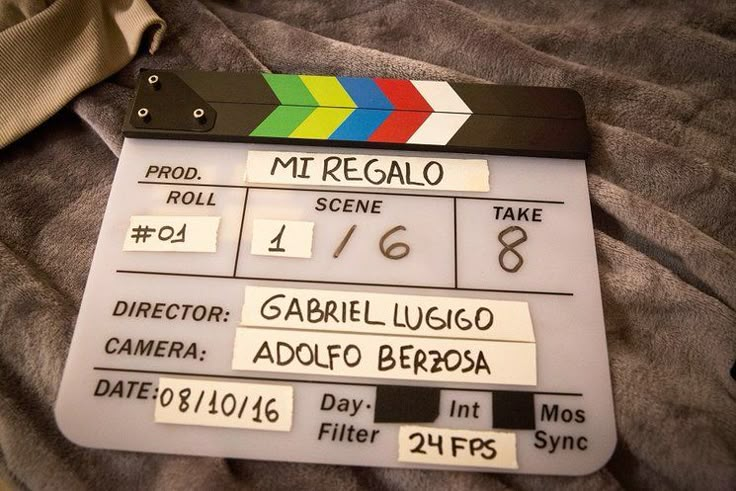 PROD. MI REGALO
ROLL SCENE TAKE
#01 1 / 6 8
DIRECTOR: GABRIEL LUGIGO
CAMERA: ADOLFO BERZOSA
DATE: 08/10/16 Day· Int Mos
Filter 24 FPS Sync